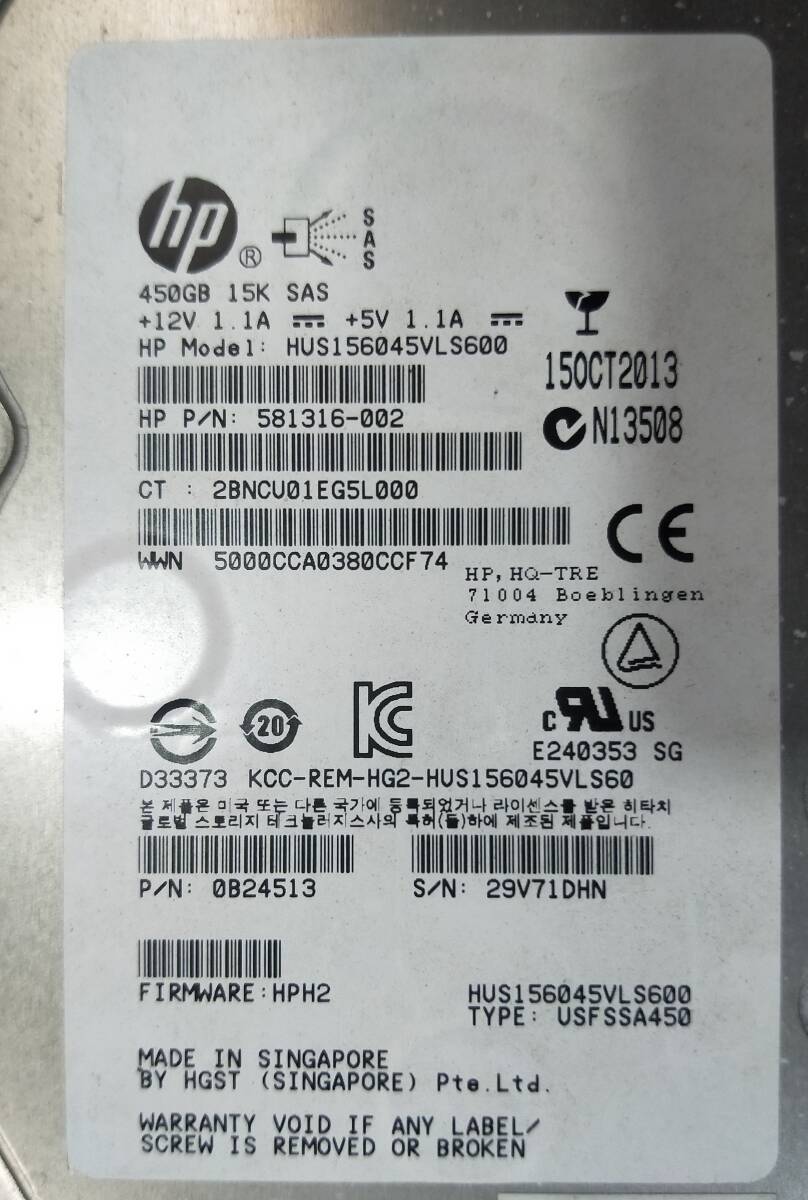 hp
®
SAS
450GB 15K SAS
+12V 1.1A +5V 1.1A
HP Model: HUS156045VLS600
15OCT2013
HP P/N: 581316-002
N13508
CT : 2BNCU01EG5L000
CE
WWN 5000CCA0380CCF74
HP, HQ-TRE
71004 Boeblingen
Germany
20
KC
C RU US
E240353 SG
D33373 KCC-REM-HG2-HUS156045VLS60
본 제품은 미국 또는 다른 국가에 등록되었거나 라이센스를 받은 히타치
글로벌 스토리지 테크놀러지스사의 특허(들)하에 제조된 제품입니다.
P/N: 0B24513
S/N: 29V71DHN
FIRMWARE:HPH2
HUS156045VLS600
TYPE: USFSSA450
MADE IN SINGAPORE
BY HGST (SINGAPORE) Pte.Ltd.
WARRANTY VOID IF ANY LABEL/
SCREW IS REMOVED OR BROKEN